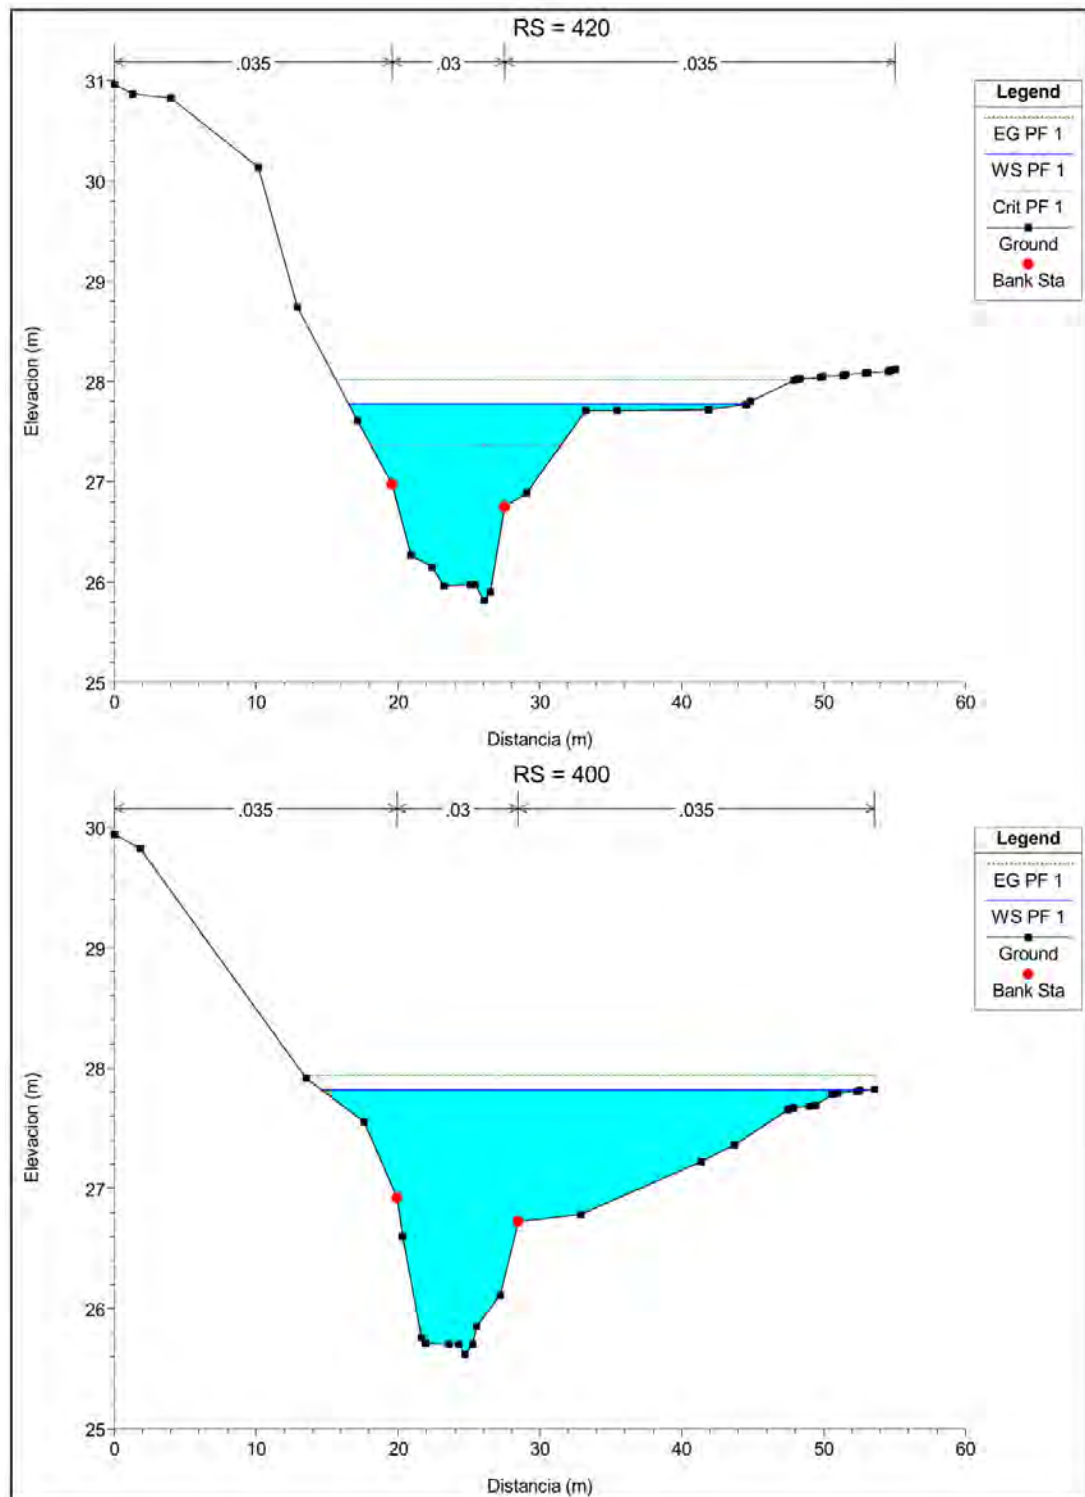 RS = 420
.035 .03 .035
31
30
29
28
27
26
25
Elevacion (m)
0 10 20 30 40 50 60
Distancia (m)
Legend
EG PF 1
WS PF 1
Crit PF 1
Ground
Bank Sta
RS = 400
.035 .03 .035
30
29
28
27
26
25
Elevacion (m)
0 10 20 30 40 50 60
Distancia (m)
Legend
EG PF 1
WS PF 1
Ground
Bank Sta